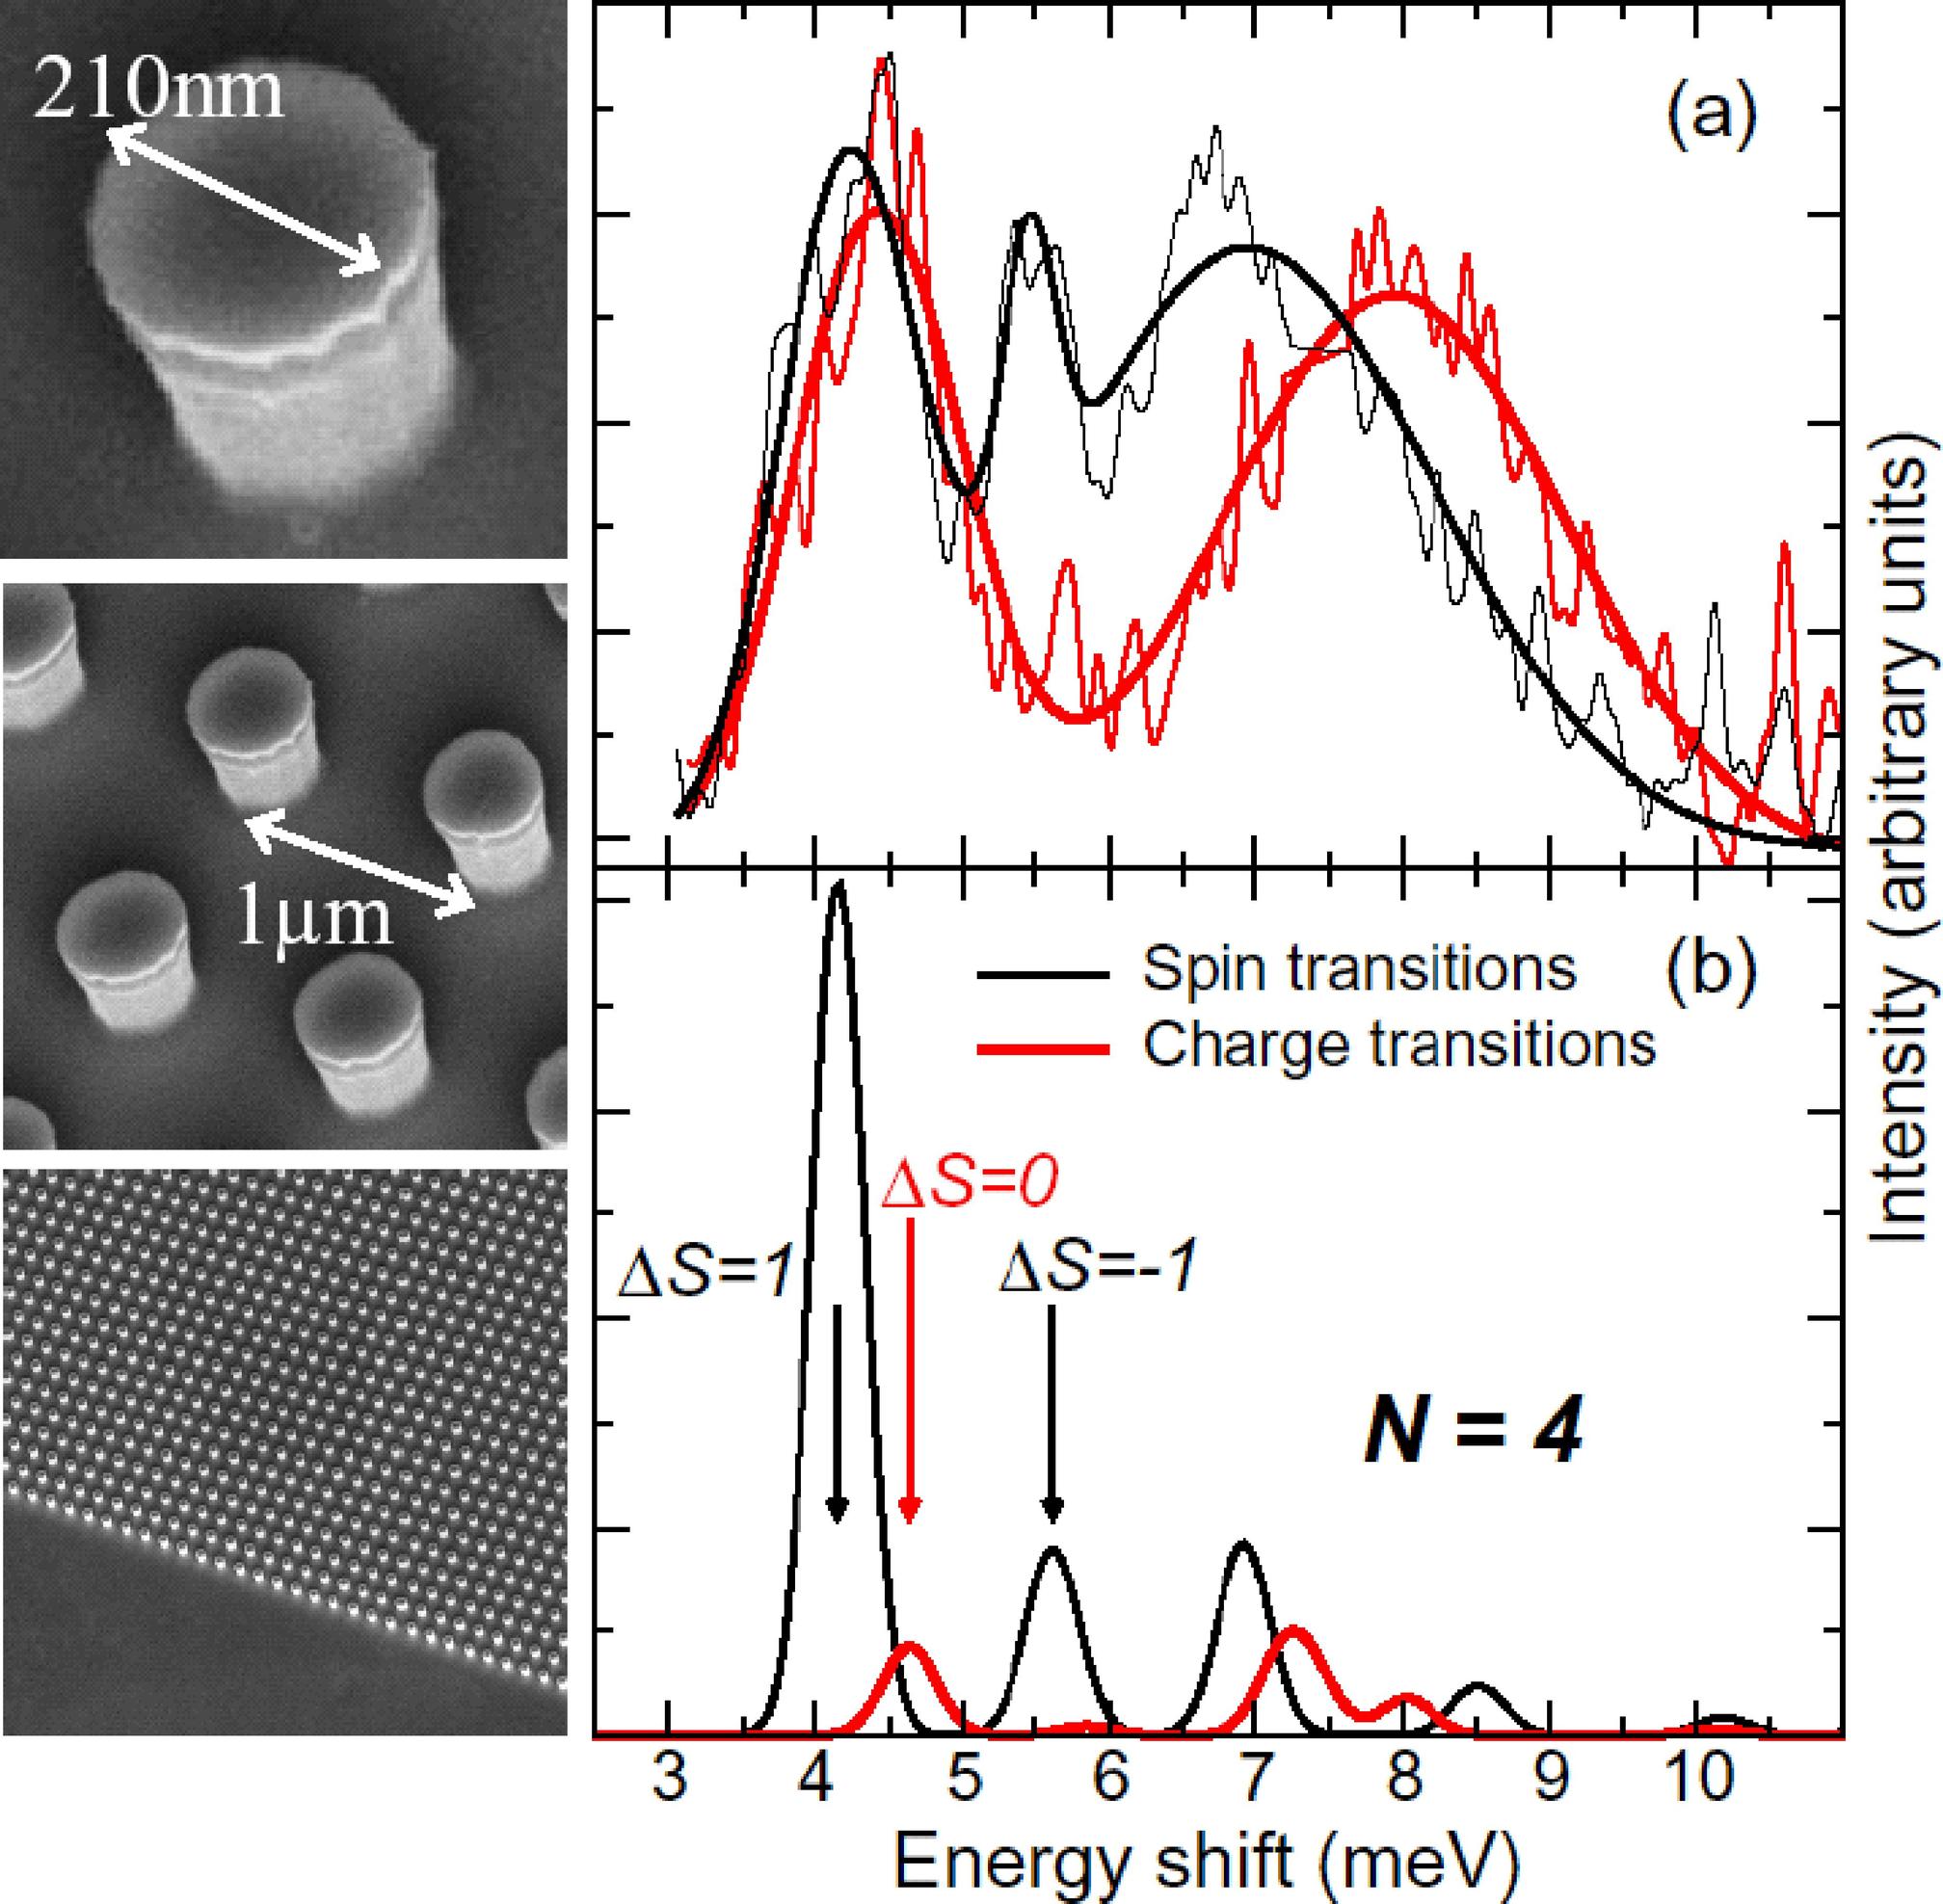 210nm
1μm
(a)
(b)
Spin transitions
Charge transitions
ΔS=0
ΔS=1
ΔS=-1
N = 4
3 4 5 6 7 8 9 10
Energy shift (meV)
Intensity (arbitrary units)